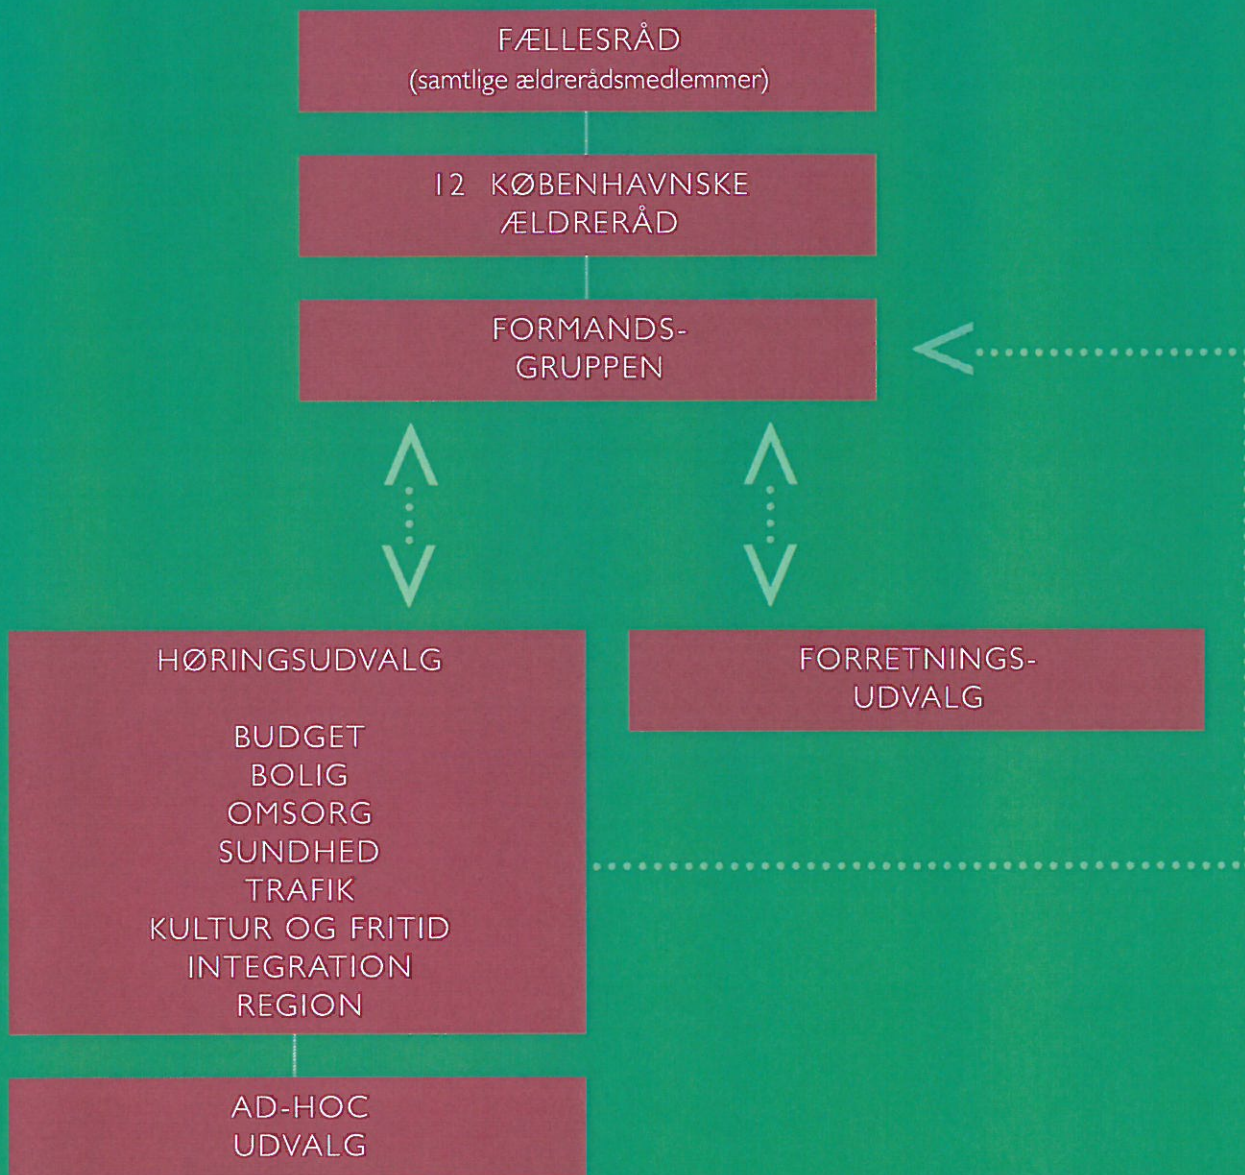 FÆLLESRÅD
(samtlige ældrerådsmedlemmer)
12 KØBENHAVNSKE
ÆLDRERÅD
FORMANDS-
GRUPPEN
HØRINGSUDVALG
BUDGET
BOLIG
OMSORG
SUNDHED
TRAFIK
KULTUR OG FRITID
INTEGRATION
REGION
FORRETNINGS-
UDVALG
AD-HOC
UDVALG